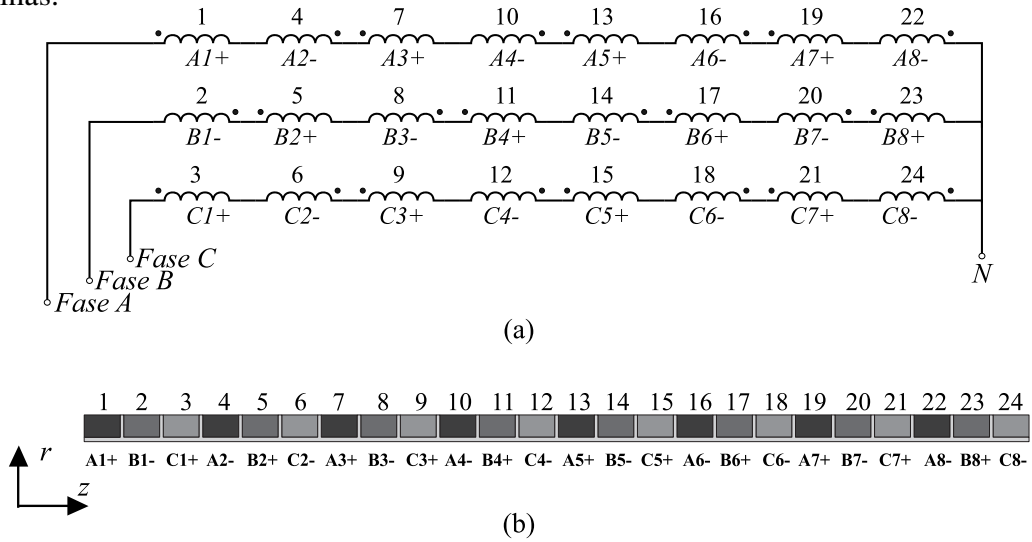 mas.
1 4 7 10 13 16 19 22
A1+ A2- A3+ A4- A5+ A6- A7+ A8-
2 5 8 11 14 17 20 23
B1- B2+ B3- B4+ B5- B6+ B7- B8+
3 6 9 12 15 18 21 24
C1+ C2- C3+ C4- C5+ C6- C7+ C8-
Fase C
Fase B
Fase A
N
(a)
1 2 3 4 5 6 7 8 9 10 11 12 13 14 15 16 17 18 19 20 21 22 23 24
A1+ B1- C1+ A2- B2+ C2- A3+ B3- C3+ A4- B4+ C4- A5+ B5- C5+ A6- B6+ C6- A7+ B7- C7+ A8- B8+ C8-
r
z
(b)